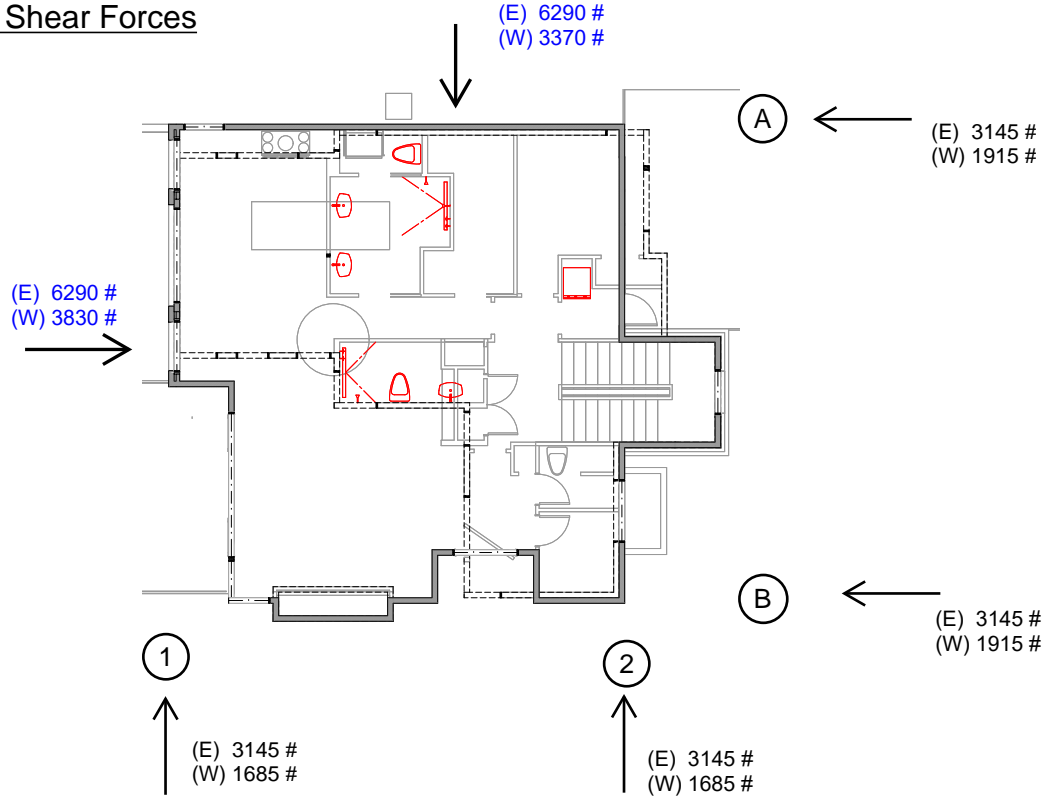 Shear Forces
(E) 6290 #
(W) 3370 #
A
(E) 3145 #
(W) 1915 #
(E) 6290 #
(W) 3830 #
B
(E) 3145 #
(W) 1915 #
1
2
(E) 3145 #
(W) 1685 #
(E) 3145 #
(W) 1685 #